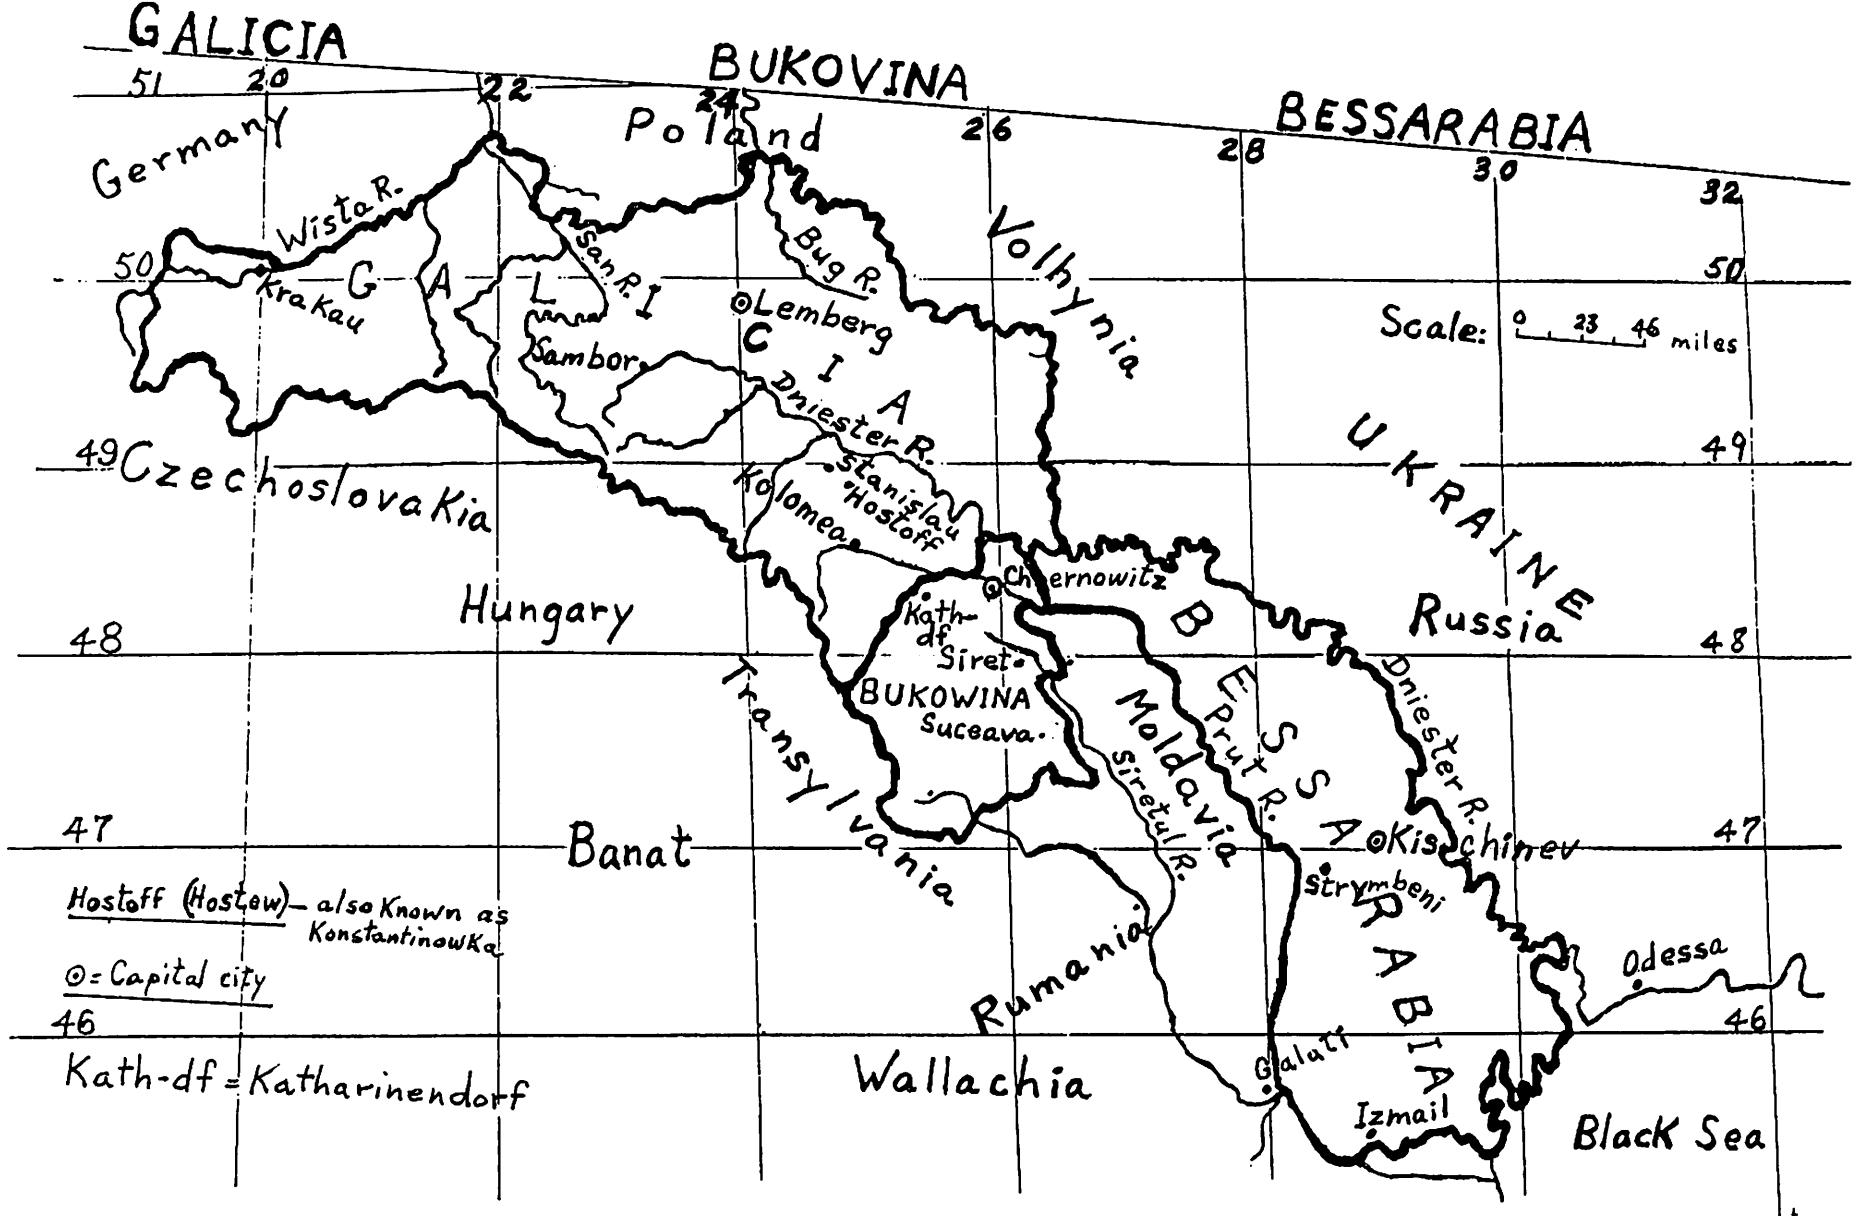 GALICIA
BUKOVINA
BESSARABIA
51 20 22 24 26 28 30 32
Germany
Poland
Volhynia
Wista R.
San R.
Bug R.
50 50
Krakau
GALICIA
Lemberg
Scale: 0 23 46 miles
Sambor
Dniester R.
UKRAINE
49 49
Czechoslovakia
Stanislau
Hostoff
Kolomea
Chernowitz
Hungary
Kath-
df
Russia
48 48
Siret
BUKOWINA
Suceava
Transylvania
Moldavia
Prut R.
Siretul R.
BESSARABIA
Dniester R.
47 47
Banat
Kischinev
Strymbeni
Hostoff (Hostew) – also Known as
Konstantinowka
Rumania
Odessa
⊙ = Capital city
46 46
Galati
Kath-df = Katharinendorf
Wallachia
Izmail
Black Sea